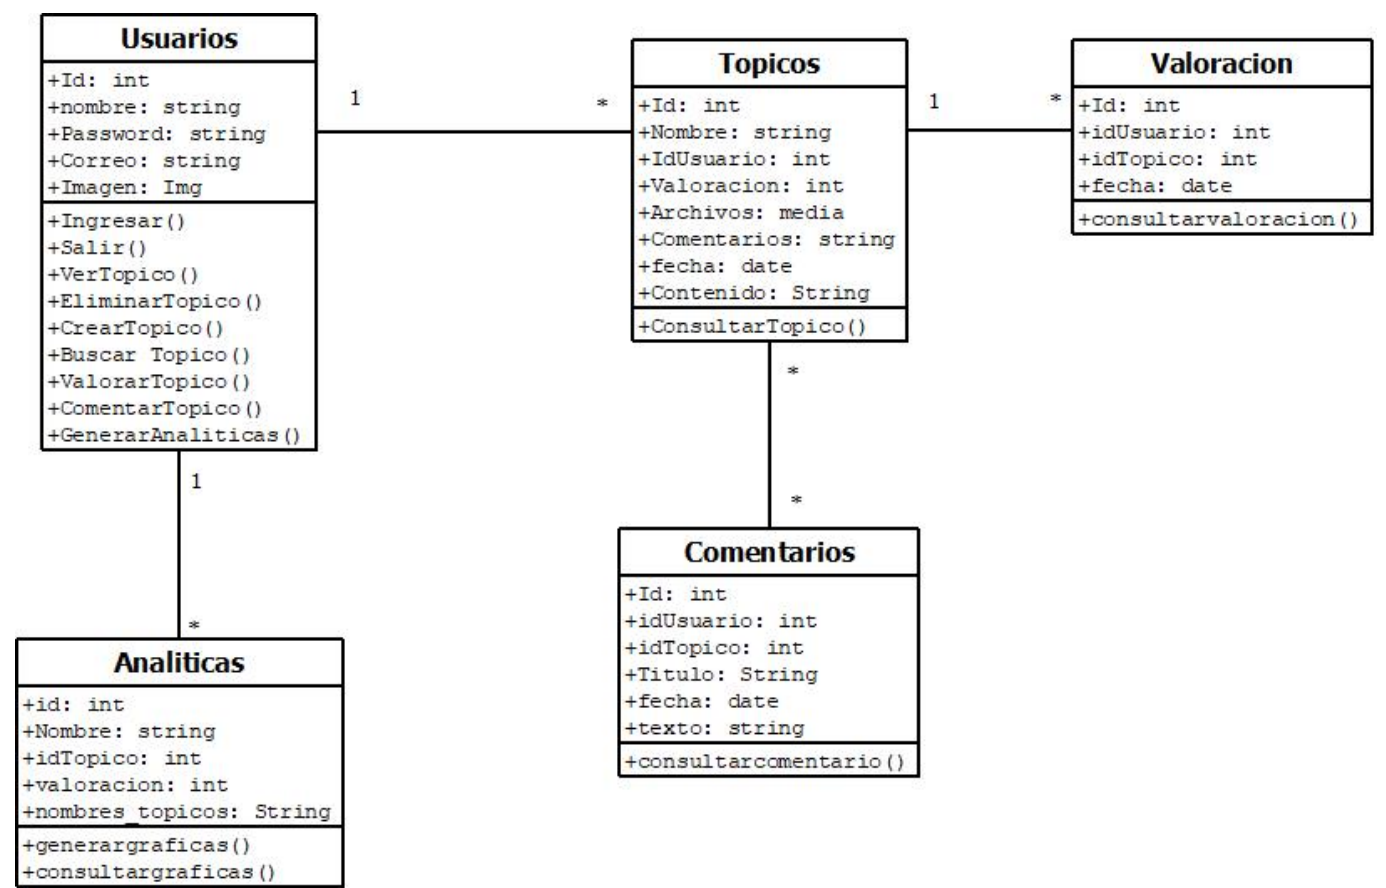 Usuarios
+Id: int
+nombre: string
+Password: string
+Correo: string
+Imagen: Img
+Ingresar()
+Salir()
+VerTopico()
+EliminarTopico()
+CrearTopico()
+Buscar Topico()
+ValorarTopico()
+ComentarTopico()
+GenerarAnaliticas()
1
*
Topicos
+Id: int
+Nombre: string
+IdUsuario: int
+Valoracion: int
+Archivos: media
+Comentarios: string
+fecha: date
+Contenido: String
+ConsultarTopico()
1
*
Valoracion
+Id: int
+idUsuario: int
+idTopico: int
+fecha: date
+consultarvaloracion()
*
*
Comentarios
+Id: int
+idUsuario: int
+idTopico: int
+Titulo: String
+fecha: date
+texto: string
+consultarcomentario()
1
*
Analiticas
+id: int
+Nombre: string
+idTopico: int
+valoracion: int
+nombres_topicos: String
+generargraficas()
+consultargraficas()